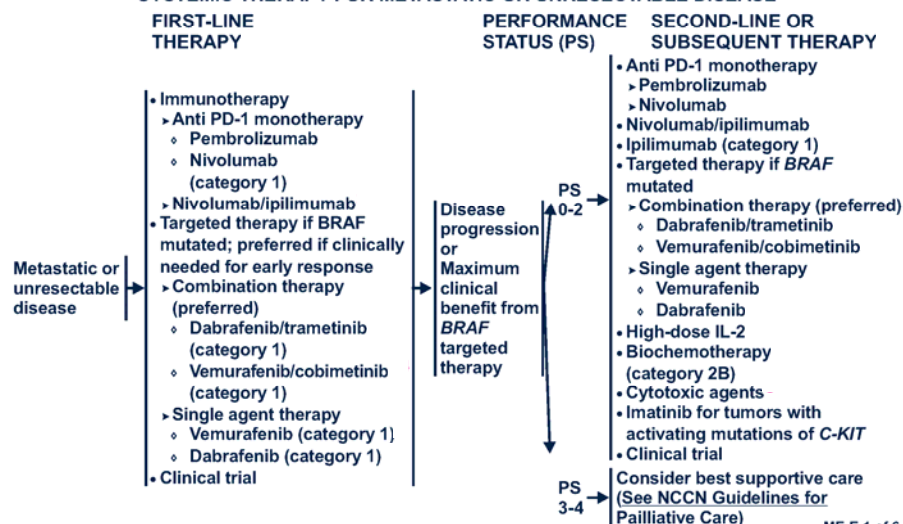 SYSTEMIC THERAPY FOR METASTATIC OR UNRESECTABLE DISEASE
FIRST-LINE
THERAPY
Metastatic or
unresectable
disease
• Immunotherapy
➤ Anti PD-1 monotherapy
◊ Pembrolizumab
◊ Nivolumab
(category 1)
➤ Nivolumab/ipilimumab
• Targeted therapy if BRAF
mutated; preferred if clinically
needed for early response
➤ Combination therapy
(preferred)
◊ Dabrafenib/trametinib
(category 1)
◊ Vemurafenib/cobimetinib
(category 1)
➤ Single agent therapy
◊ Vemurafenib (category 1)
◊ Dabrafenib (category 1)
• Clinical trial
Disease
progression
or
Maximum
clinical
benefit from
BRAF
targeted
therapy
PERFORMANCE
STATUS (PS)
PS
0-2
PS
3-4
SECOND-LINE OR
SUBSEQUENT THERAPY
• Anti PD-1 monotherapy
➤ Pembrolizumab
➤ Nivolumab
• Nivolumab/ipilimumab
• Ipilimumab (category 1)
• Targeted therapy if BRAF
mutated
➤ Combination therapy (preferred)
◊ Dabrafenib/trametinib
◊ Vemurafenib/cobimetinib
➤ Single agent therapy
◊ Vemurafenib
◊ Dabrafenib
• High-dose IL-2
• Biochemotherapy
(category 2B)
• Cytotoxic agents
• Imatinib for tumors with
activating mutations of C-KIT
• Clinical trial
Consider best supportive care
(See NCCN Guidelines for
Pailliative Care)